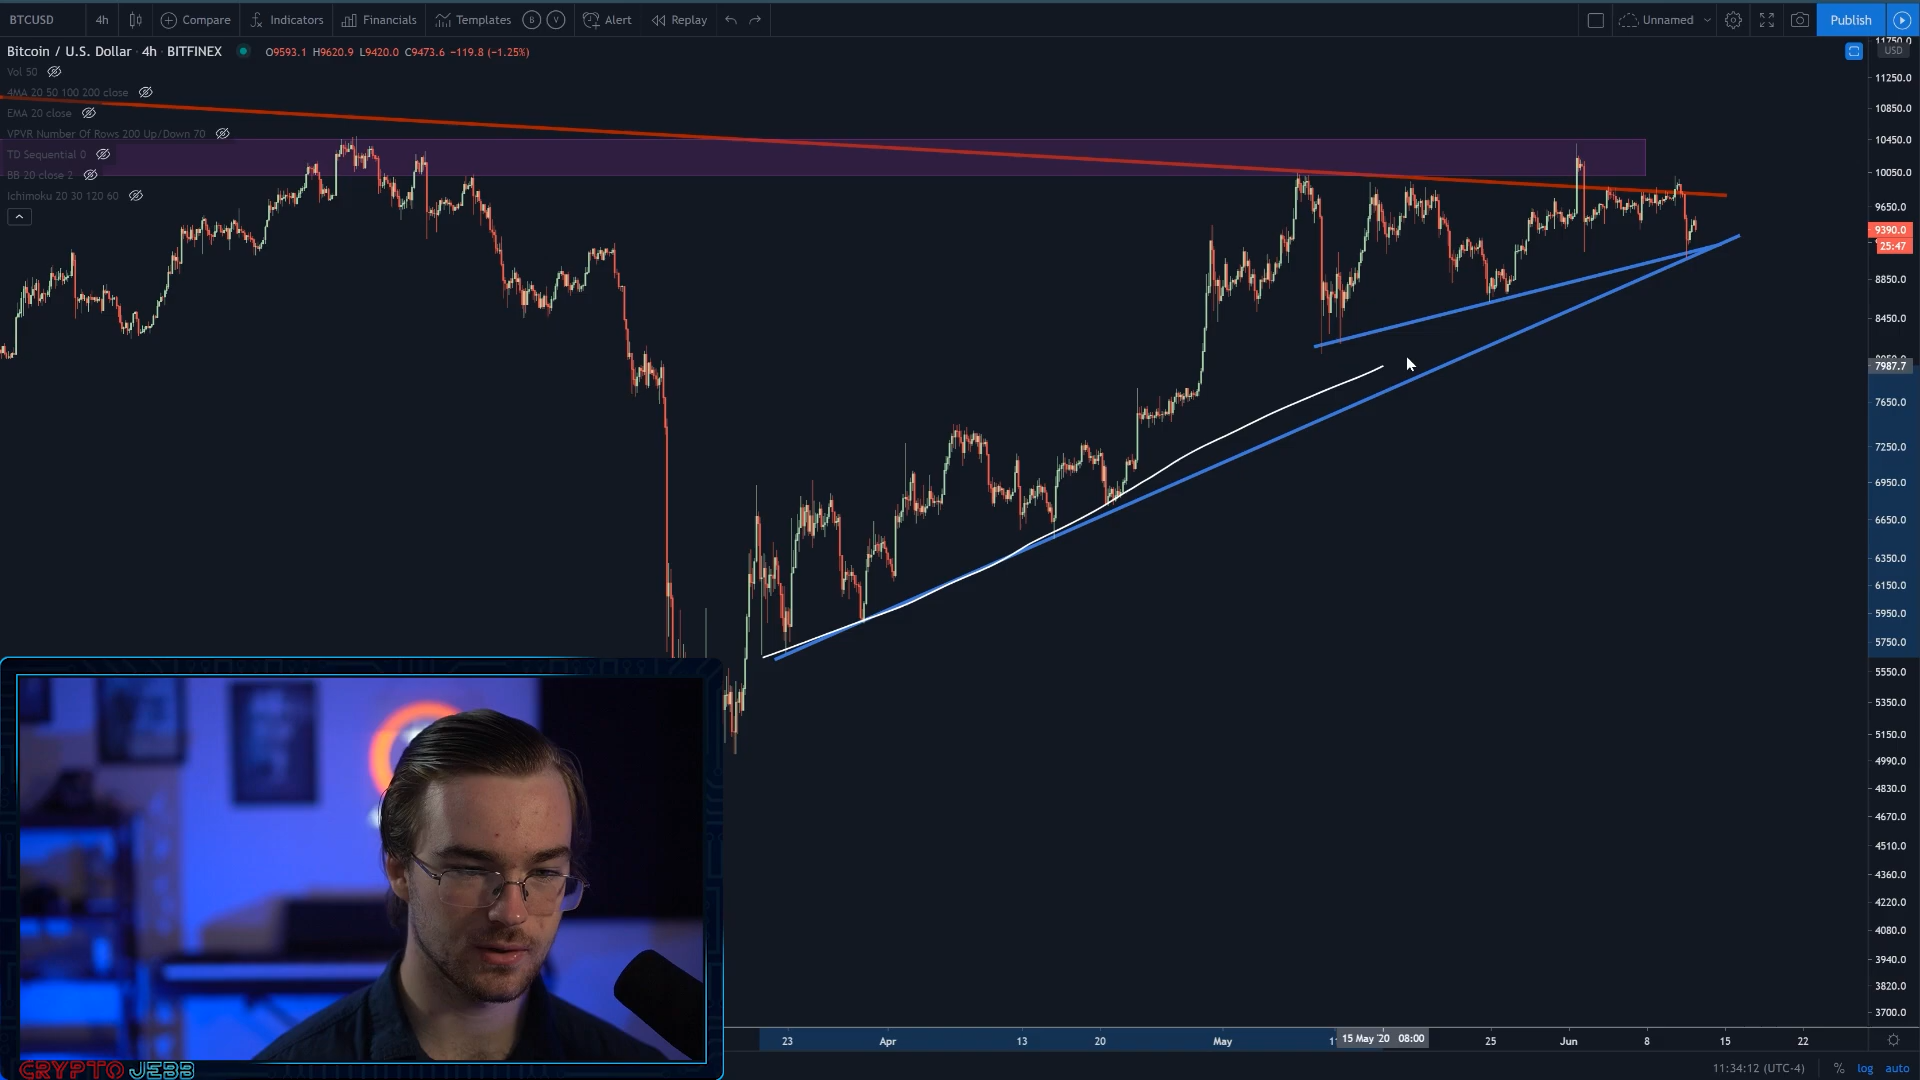 BTCUSD 4h Compare Indicators Financials Templates B V Alert Replay Unnamed Publish
Bitcoin / U.S. Dollar · 4h · BITFINEX O9593.1 H9620.9 L9420.0 C9473.6 −119.8 (−1.25%)
USD
Vol 50
4MA 20 50 100 200 close
EMA 20 close
VPVR Number Of Rows 200 Up/Down 70
TD Sequential 0
BB 20 close 2
Ichimoku 20 30 120 60
11750.0
11250.0
10850.0
10450.0
10050.0
9650.0
9390.0
25:47
8850.0
8450.0
7987.7
7650.0
7250.0
6950.0
6650.0
6350.0
6150.0
5950.0
5750.0
5550.0
5350.0
5150.0
4990.0
4830.0
4670.0
4510.0
4360.0
4220.0
4080.0
3940.0
3820.0
3700.0
23 Apr 13 20 May 15 May '20 08:00 25 Jun 8 15 22
11:34:12 (UTC-4) % log auto
CRYPTO JEBB